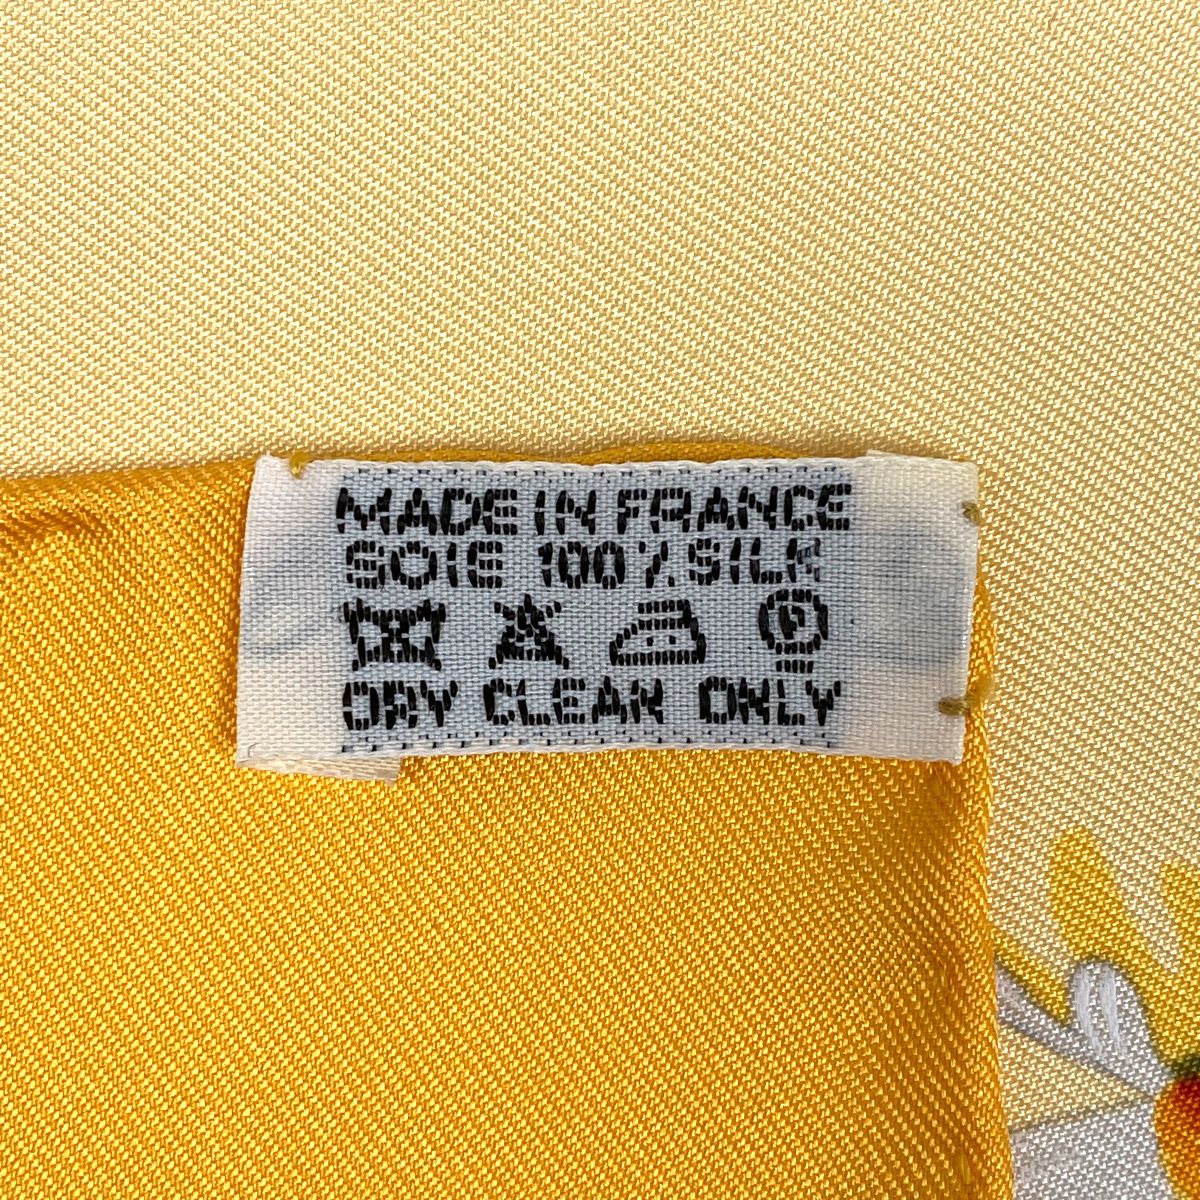 MADE IN FRANCE
SOIE 100% SILK
P
DRY CLEAN ONLY